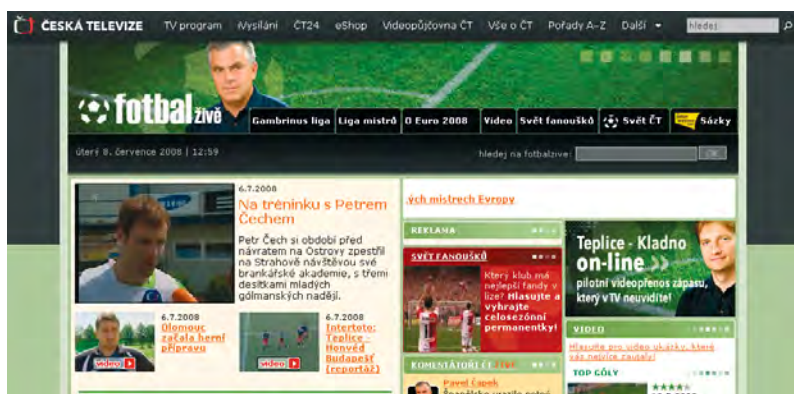 ČESKÁ TELEVIZE TV program iVysílání ČT24 eShop Videopůjčovna ČT Vše o ČT Pořady A–Z Další hledej
fotbal živě
Gambrinus liga Liga mistrů O Euro 2008 Video Svět fanoušků Svět ČT Sázky
úterý 8. července 2008 | 12:59
hledej na fotbalzive:
OK
6.7.2008
Na tréninku s Petrem
Čechem
Petr Čech si období před
návratem na Ostrovy zpestřil
na Strahově návštěvou své
brankářské akademie, s třemi
desítkami mladých
gólmanských nadějí.
6.7.2008
Olomouc
začala herní
přípravu
video
6.7.2008
Intertoto:
Teplice -
Honvéd
Budapešť
(reportáž)
video
ých mistrech Evropy
REKLAMA
SVĚT FANOUŠKŮ
Který klub má
nejlepší fandy v
lize? Hlasujte a
vyhrajte
celosezónní
permanentky!
KOMENTÁTOŘI ČT ŽIVĚ
Pavel Čapek
Teplice - Kladno
on-line >>
pilotní videopřenos zápasu,
který v TV neuvidíte!
VIDEO
Hlasujte pro video ukázky, které
vás nejvíce zaujaly!
TOP GÓLY